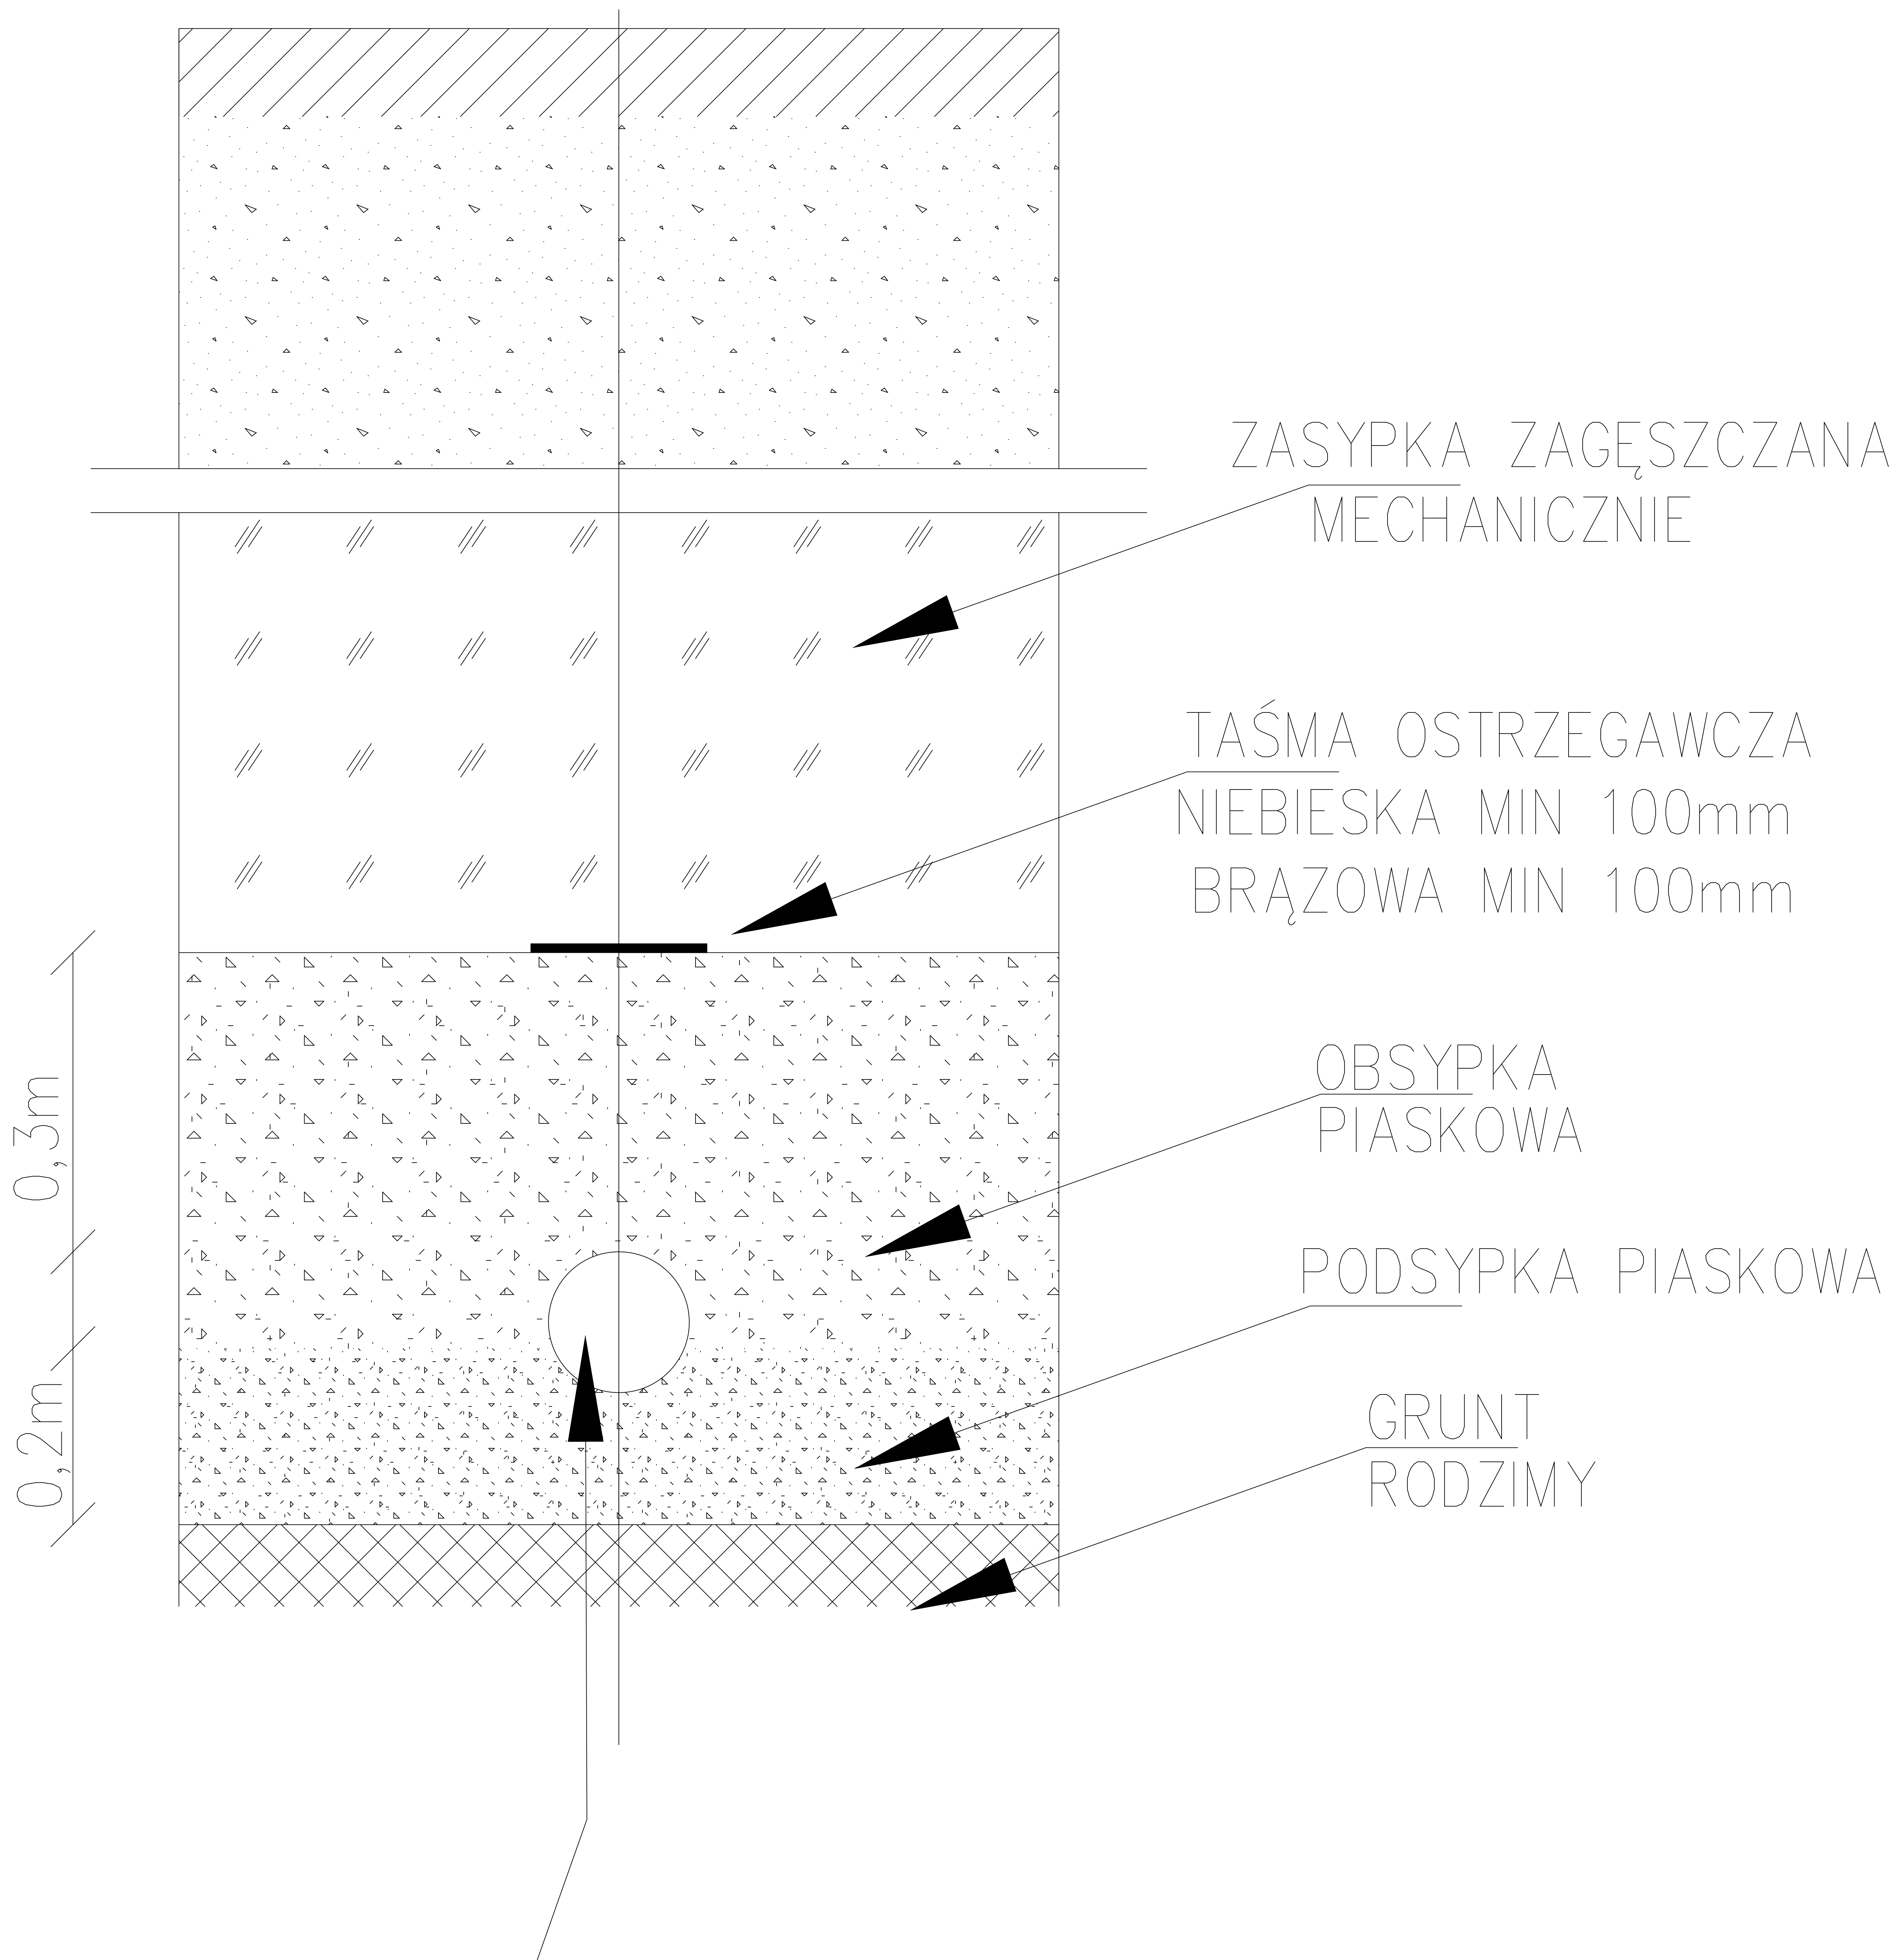 ZASYPKA ZAGĘSZCZANA
MECHANICZNIE
TAŚMA OSTRZEGAWCZA
NIEBIESKA MIN 100mm
BRĄZOWA MIN 100mm
OBSYPKA
PIASKOWA
PODSYPKA PIASKOWA
GRUNT
RODZIMY
0,3m
0,2m